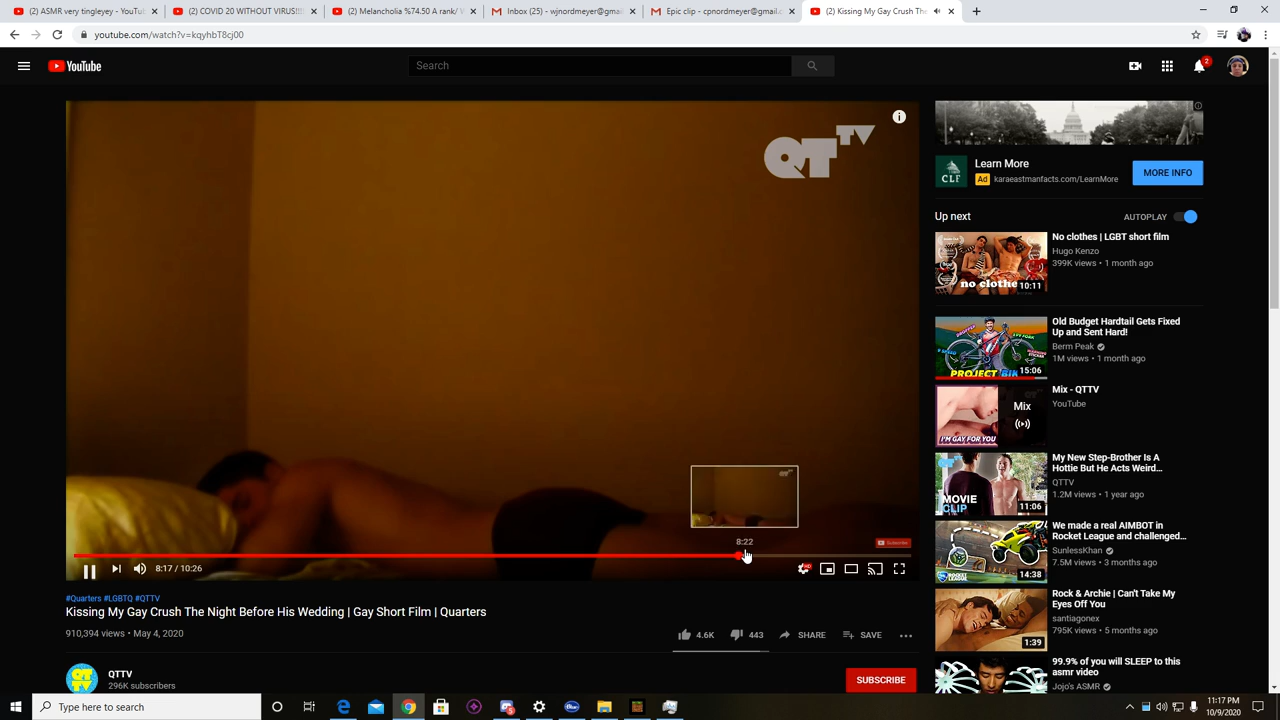 (2) ASMR very tingley - YouTub
(2) COVID 20 WITHOUT VIRUS!!!!
(2) Melancholia %74.50 A rank!
Inbox (25) - wjnordmeyer@gmail
Epic clip - cpnordmeyer@gmail.c
(2) Kissing My Gay Crush The
youtube.com/watch?v=kqyhbT8cj00
YouTube
Search
2
QTTV
Learn More
CLF
Ad karaeastmanfacts.com/LearnMore
MORE INFO
Up next
AUTOPLAY
No clothes | LGBT short film
Hugo Kenzo
399K views • 1 month ago
no clothe
10:11
Old Budget Hardtail Gets Fixed
Up and Sent Hard!
Berm Peak
1M views • 1 month ago
PROJECT BIK
15:06
Mix - QTTV
YouTube
Mix
I'M GAY FOR YOU
My New Step-Brother Is A
Hottie But He Acts Weird...
QTTV
1.2M views • 1 year ago
MOVIE
CLIP
11:06
We made a real AIMBOT in
Rocket League and challenged...
SunlessKhan
7.5M views • 3 months ago
14:38
Rock & Archie | Can't Take My
Eyes Off You
santiagonex
795K views • 5 months ago
1:39
99.9% of you will SLEEP to this
asmr video
Jojo's ASMR
8:22
Subscribe
8:17 / 10:26
HD
#Quarters #LGBTQ #QTTV
Kissing My Gay Crush The Night Before His Wedding | Gay Short Film | Quarters
910,394 views • May 4, 2020
4.6K
443
SHARE
SAVE
QTTV
296K subscribers
SUBSCRIBE
Type here to search
11:17 PM
10/9/2020